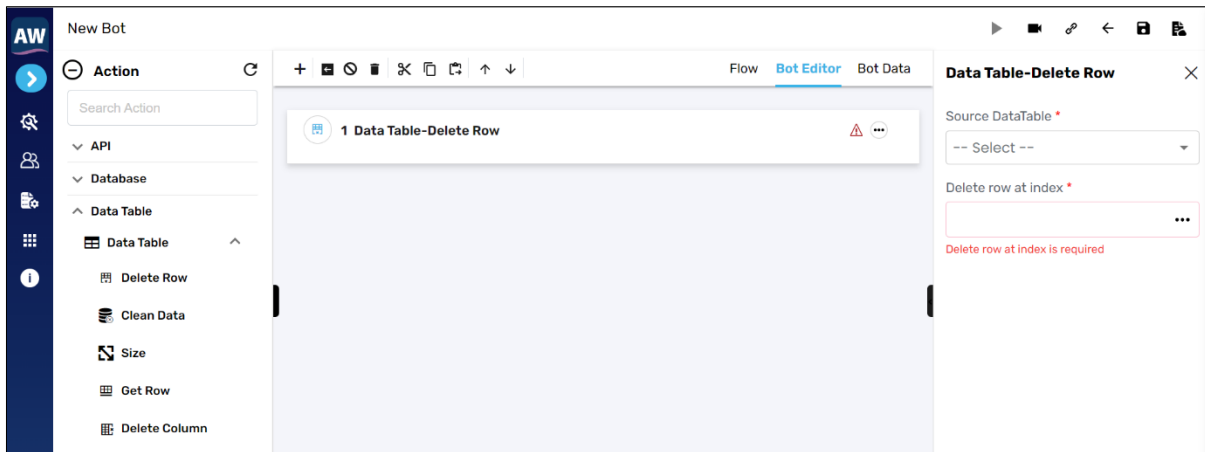 AW
New Bot
Action
Search Action
API
Database
Data Table
Data Table
Delete Row
Clean Data
Size
Get Row
Delete Column
Flow
Bot Editor
Bot Data
1 Data Table-Delete Row
Data Table-Delete Row
Source DataTable *
-- Select --
Delete row at index *
Delete row at index is required